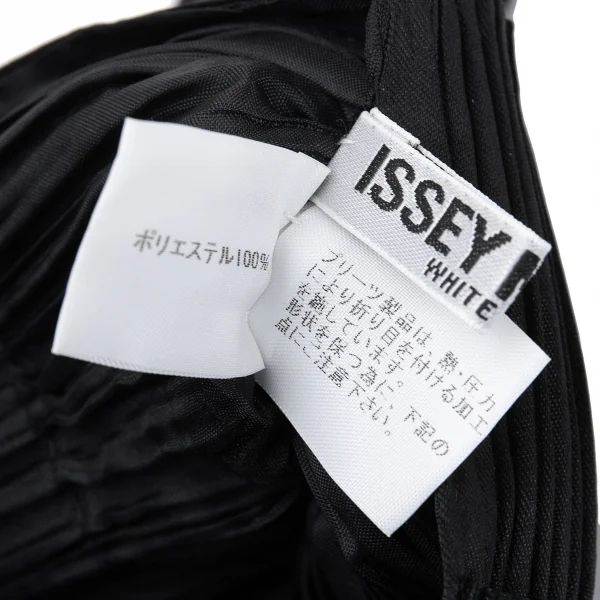 ISSEY
WHITE
ポリエステル100%
プリーツ製品は、熱・圧力
により折り目を付ける加工
を施しています。
形状を保つ為に、下記の
点にご注意下さい。